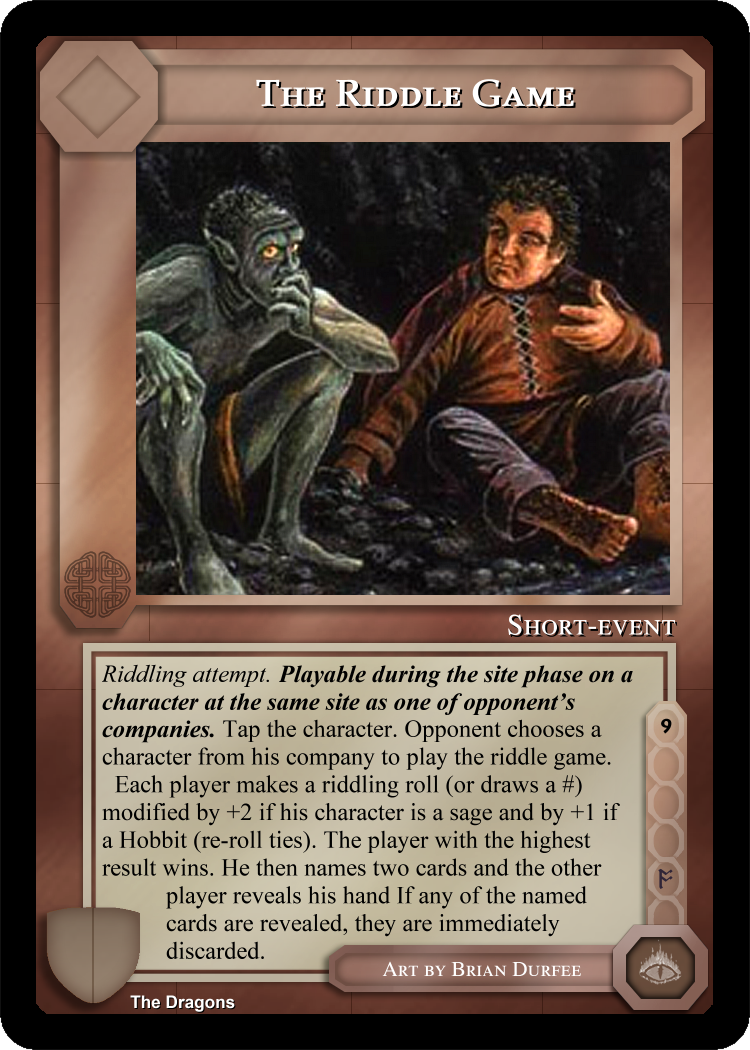 The Riddle Game
Short-event
Riddling attempt. Playable during the site phase on a
character at the same site as one of opponent's
companies. Tap the character. Opponent chooses a
character from his company to play the riddle game.
Each player makes a riddling roll (or draws a #)
modified by +2 if his character is a sage and by +1 if
a Hobbit (re-roll ties). The player with the highest
result wins. He then names two cards and the other
player reveals his hand If any of the named
cards are revealed, they are immediately
discarded.
9
ᚩ
Art by Brian Durfee
The Dragons